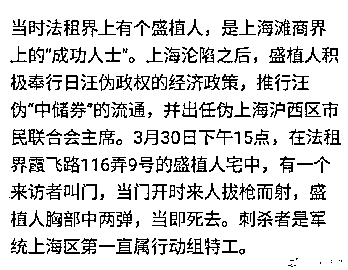 当时法租界上有个盛植人，是上海滩商界
上的“成功人士”。上海沦陷之后，盛植人积
极奉行日汪伪政权的经济政策，推行汪
伪“中储券”的流通，并出任伪上海沪西区市
民联合会主席。3月30日下午15点，在法租
界霞飞路116弄9号的盛植人宅中，有一个
来访者叫门，当门开时来人拔枪而射，盛
植人胸部中两弹，当即死去。刺杀者是军
统上海区第一直属行动组特工。